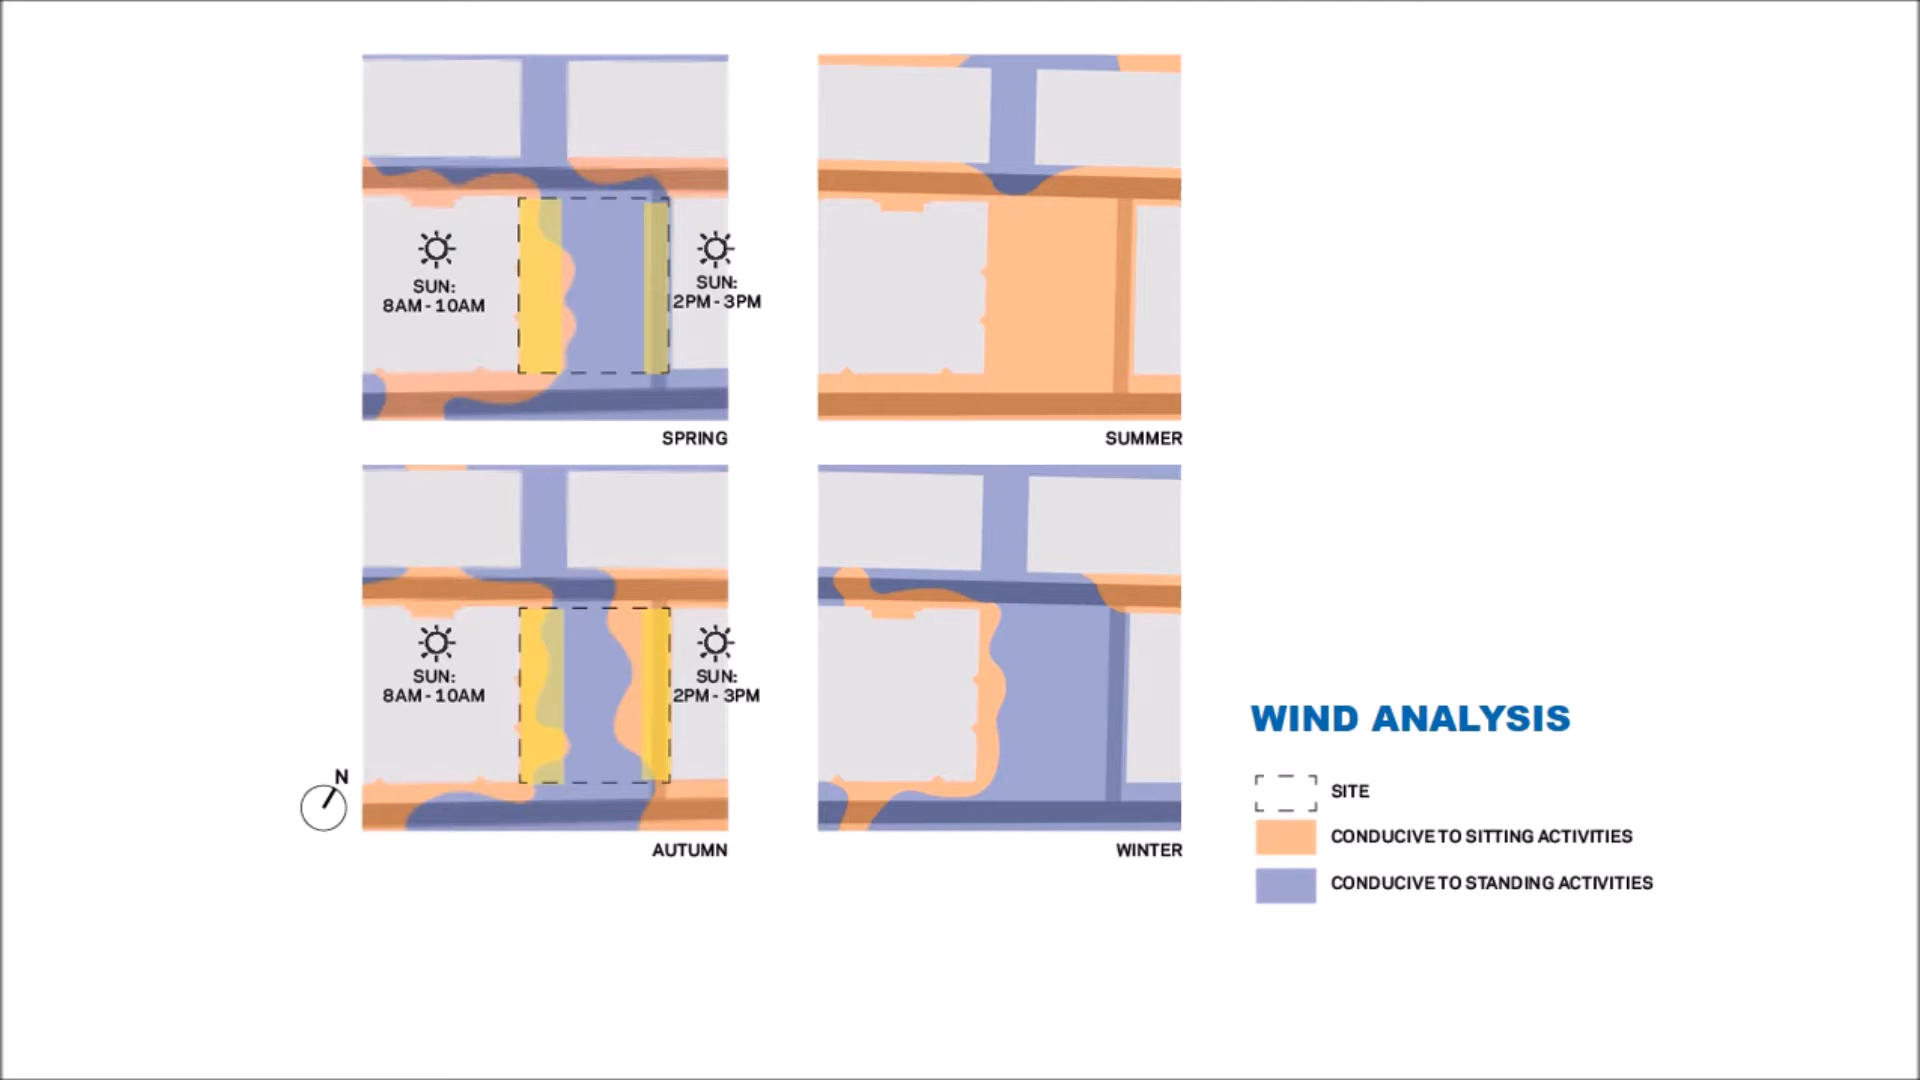 SUN:
8AM - 10AM
SUN:
2PM - 3PM
SPRING
SUMMER
SUN:
8AM - 10AM
SUN:
2PM - 3PM
N
AUTUMN
WINTER
WIND ANALYSIS
SITE
CONDUCIVE TO SITTING ACTIVITIES
CONDUCIVE TO STANDING ACTIVITIES